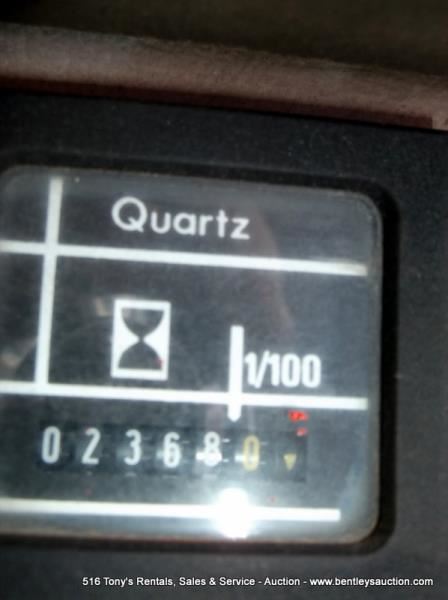 Quartz
1/100
0 2 3 6 8 0
516 Tony's Rentals, Sales & Service - Auction - www.bentleysauction.com